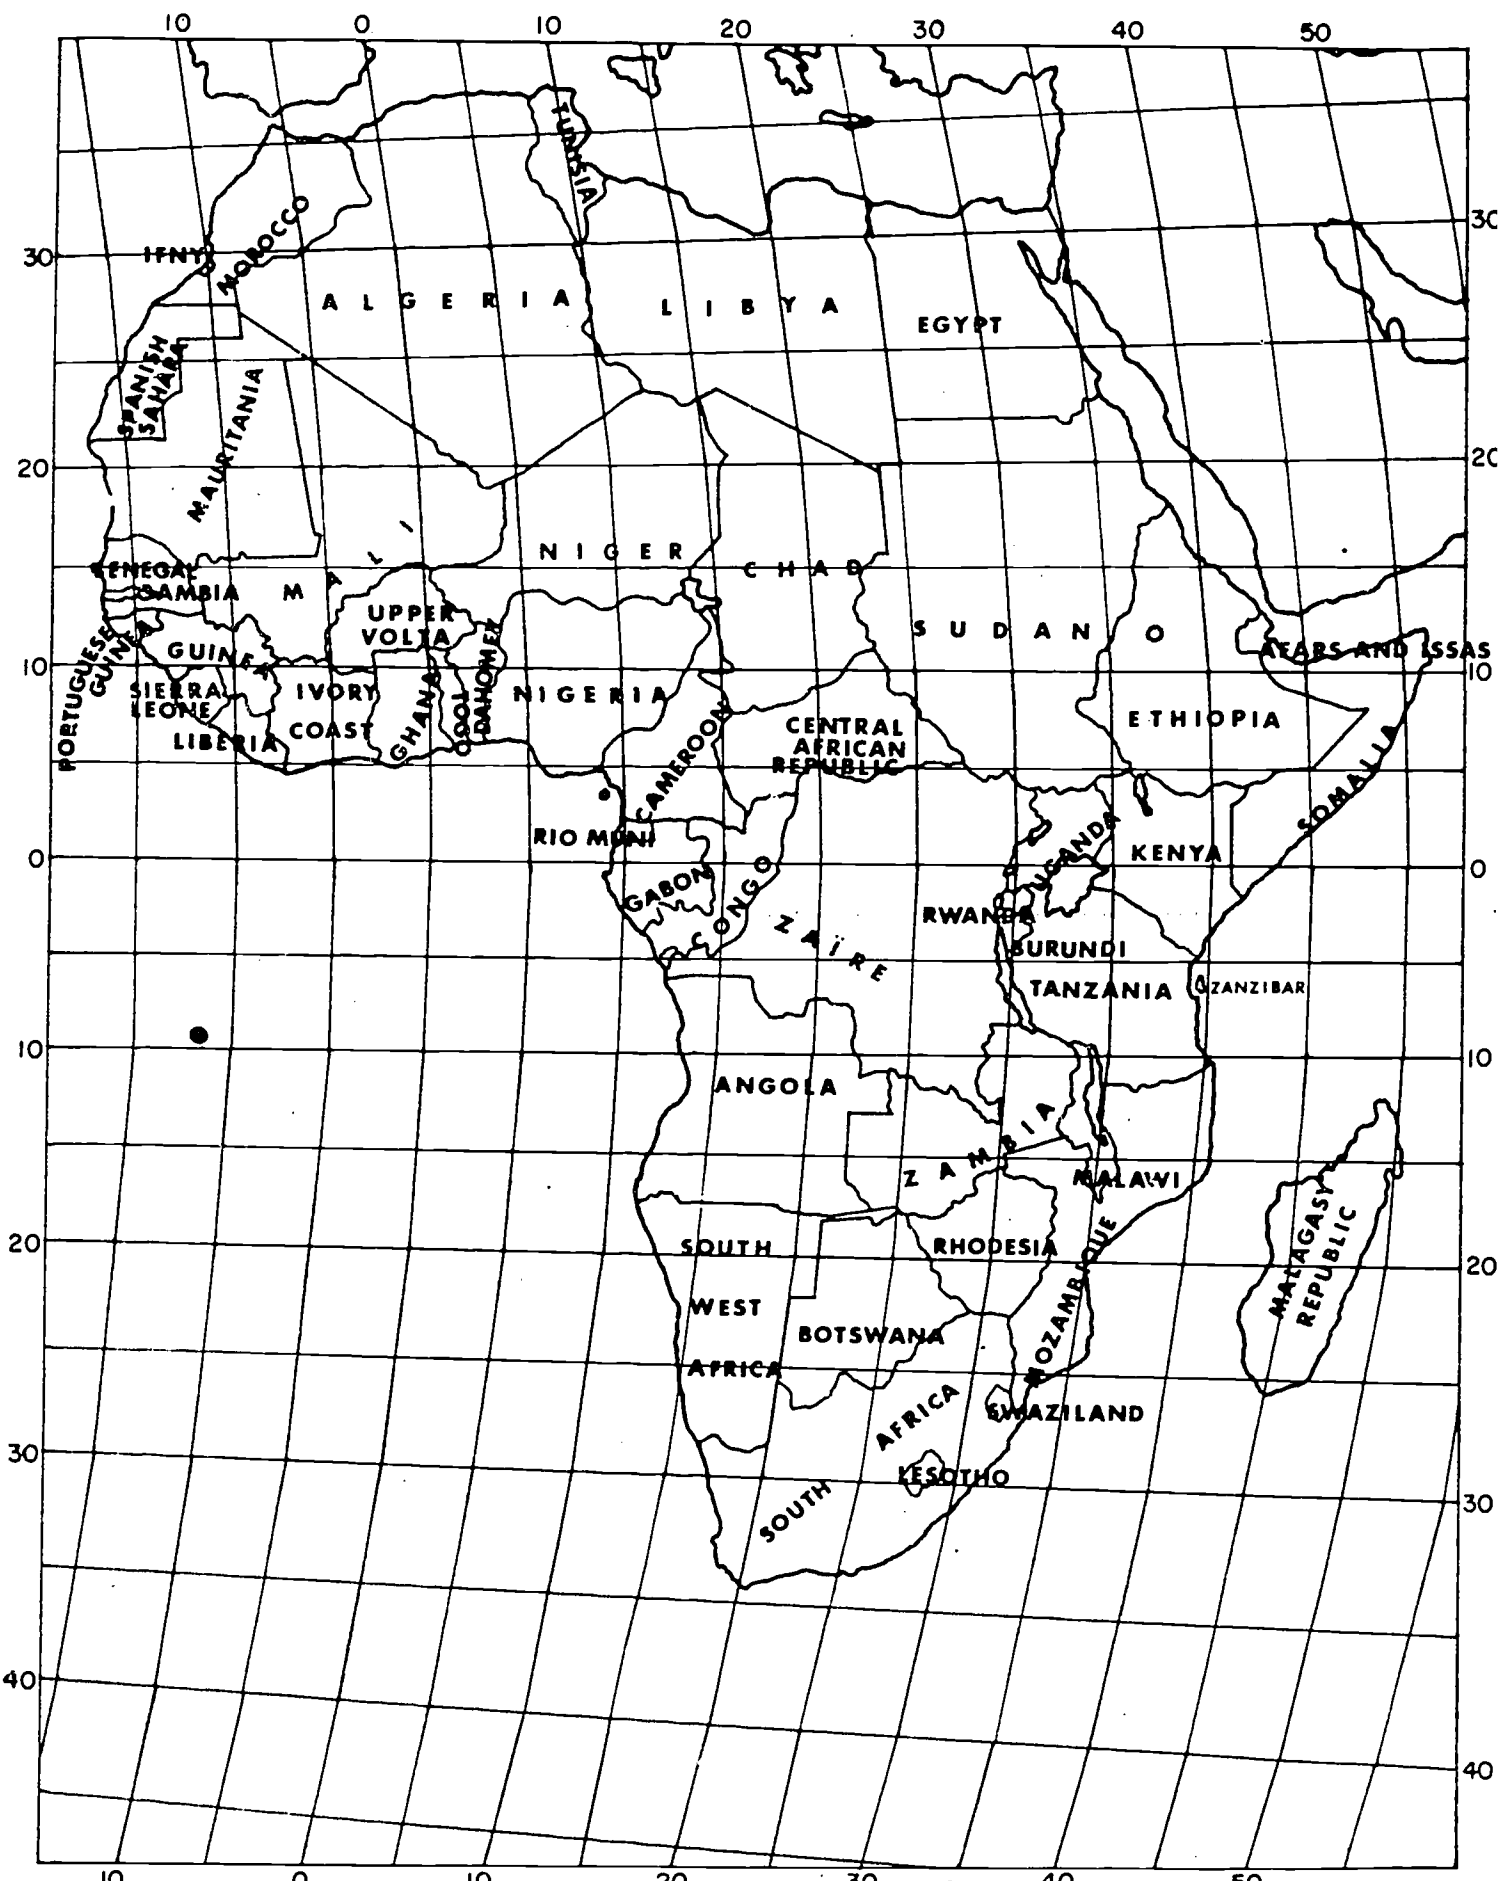 10 0 10 20 30 40 50
TUNISIA
30
MOROCCO
IFNY
30
ALGERIA
LIBYA
EGYPT
SPANISH
SAHARA
MAURITANIA
20
20
MALI
NIGER
CHAD
SENEGAL
GAMBIA
UPPER
VOLTA
SUDAN
PORTUGUESE
GUINEA
GUINEA
AFARS AND ISSAS
10
10
SIERRA
LEONE
IVORY
COAST
GHANA
TOGO
DAHOMEY
NIGERIA
CAMEROON
CENTRAL
AFRICAN
REPUBLIC
ETHIOPIA
SOMALIA
LIBERIA
RIO MUNI
UGANDA
KENYA
0
0
GABON
CONGO
ZAÏRE
RWANDA
BURUNDI
TANZANIA
ZANZIBAR
10
10
ANGOLA
ZAMBIA
MALAWI
MALAGASY
REPUBLIC
20
20
SOUTH
WEST
AFRICA
RHODESIA
MOZAMBIQUE
BOTSWANA
SWAZILAND
LESOTHO
SOUTH AFRICA
30
30
40
40
10 0 10 20 30 40 50